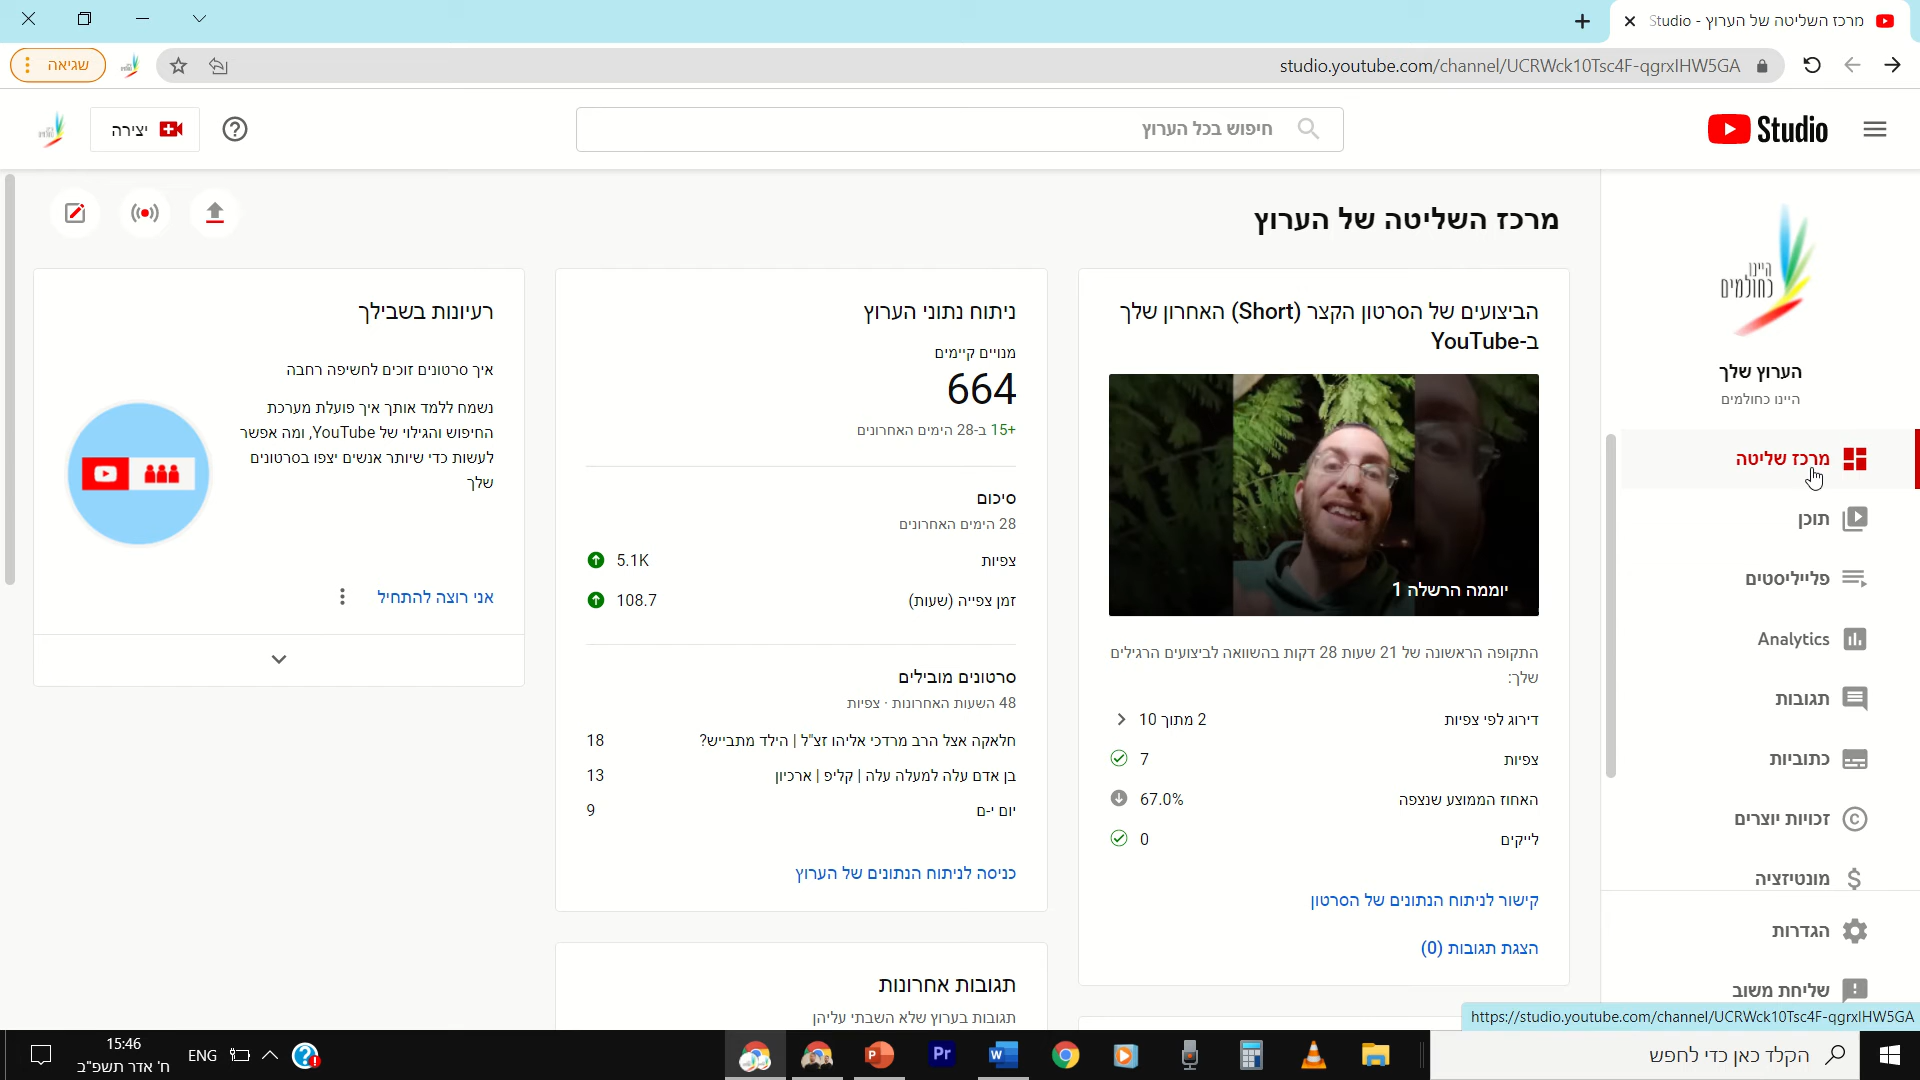 מרכז השליטה של הערוץ - Studio
studio.youtube.com/channel/UCRWck10Tsc4F-qgrxIHW5GA
שגיאה
Studio
חיפוש בכל הערוץ
יצירה
היינו
כחולמים
הערוץ שלך
היינו כחולמים
מרכז שליטה
תוכן
פלייליסטים
Analytics
תגובות
כתוביות
זכויות יוצרים
מונטיזציה
הגדרות
שליחת משוב
מרכז השליטה של הערוץ
הביצועים של הסרטון הקצר (Short) האחרון שלך
ב-YouTube
יוממה הרשלה 1
התקופה הראשונה של 21 שעות 28 דקות בהשוואה לביצועים הרגילים
שלך:
דירוג לפי צפיות 2 מתוך 10
צפיות 7
האחוז הממוצע שנצפה 67.0%
לייקים 0
קישור לניתוח הנתונים של הסרטון
הצגת תגובות (0)
ניתוח נתוני הערוץ
מנויים קיימים
664
+15 ב-28 הימים האחרונים
סיכום
28 הימים האחרונים
צפיות 5.1K
זמן צפייה (שעות) 108.7
סרטונים מובילים
48 השעות האחרונות · צפיות
חלאקה אצל הרב מרדכי אליהו זצ"ל | הילד מתבייש? 18
בן אדם עלה למעלה עלה | קליפ | ארכיון 13
יום י-ם 9
כניסה לניתוח הנתונים של הערוץ
תגובות אחרונות
תגובות בערוץ שלא השבתי עליהן
רעיונות בשבילך
איך סרטונים זוכים לחשיפה רחבה
נשמח ללמד אותך איך פועלת מערכת
החיפוש והגילוי של YouTube, ומה אפשר
לעשות כדי שיותר אנשים יצפו בסרטונים
שלך
אני רוצה להתחיל
https://studio.youtube.com/channel/UCRWck10Tsc4F-qgrxIHW5GA
הקלד כאן כדי לחפש
Pr
ENG
15:46
ח' אדר תשפ"ב